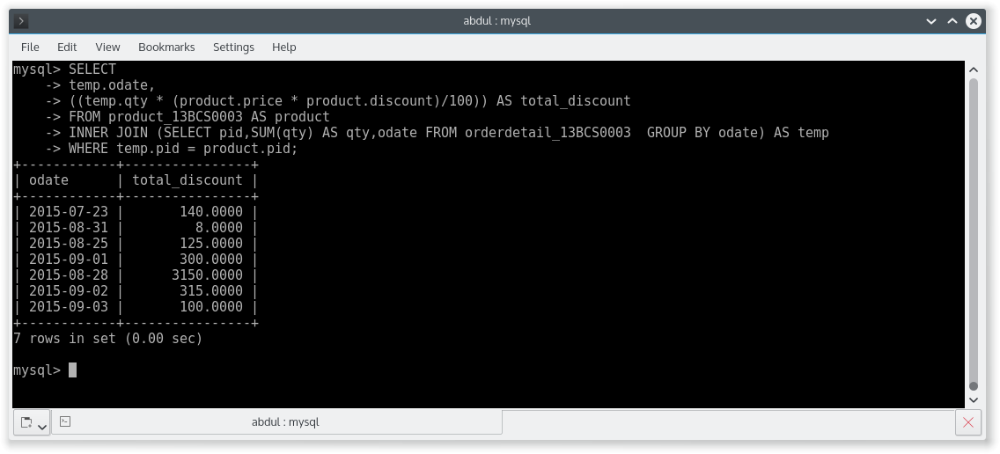 abdul : mysql
File Edit View Bookmarks Settings Help
mysql> SELECT
    -> temp.odate,
    -> ((temp.qty * (product.price * product.discount)/100)) AS total_discount
    -> FROM product_13BCS0003 AS product
    -> INNER JOIN (SELECT pid,SUM(qty) AS qty,odate FROM orderdetail_13BCS0003  GROUP BY odate) AS temp
    -> WHERE temp.pid = product.pid;
+------------+----------------+
| odate      | total_discount |
+------------+----------------+
| 2015-07-23 |       140.0000 |
| 2015-08-31 |         8.0000 |
| 2015-08-25 |       125.0000 |
| 2015-09-01 |       300.0000 |
| 2015-08-28 |      3150.0000 |
| 2015-09-02 |       315.0000 |
| 2015-09-03 |       100.0000 |
+------------+----------------+
7 rows in set (0.00 sec)
mysql>
abdul : mysql